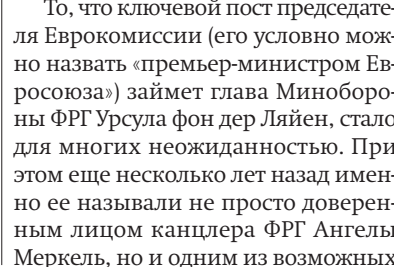 То, что ключевой пост председате-
ля Еврокомиссии (его условно мож-
но назвать «премьер-министром Ев-
росоюза») займет глава Миноборо-
ны ФРГ Урсула фон дер Ляйен, стало
для многих неожиданностью. При
этом еще несколько лет назад имен-
но ее называли не просто доверен-
ным лицом канцлера ФРГ Ангелы
Меркель, но и одним из возможных